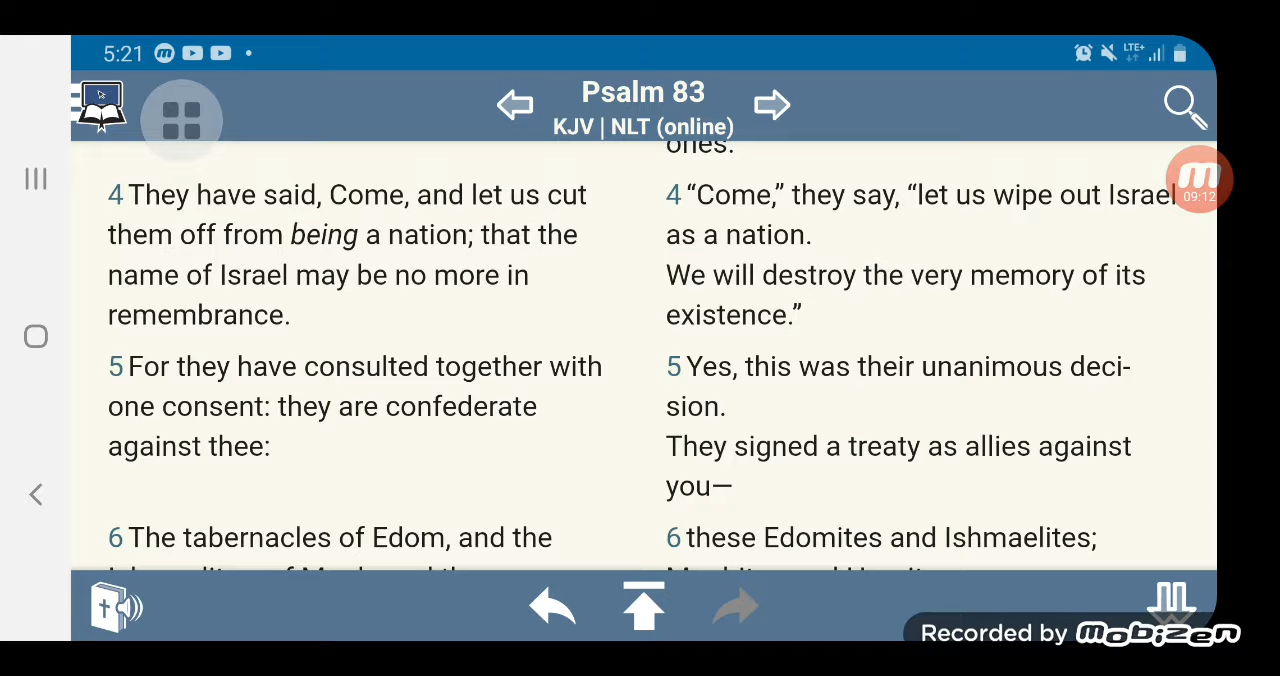 5:21
LTE+
Psalm 83
KJV | NLT (online)
ones.
09:12
4 They have said, Come, and let us cut
them off from being a nation; that the
name of Israel may be no more in
remembrance.
5 For they have consulted together with
one consent: they are confederate
against thee:
6 The tabernacles of Edom, and the
4 “Come,” they say, “let us wipe out Israel
as a nation.
We will destroy the very memory of its
existence.”
5 Yes, this was their unanimous deci-
sion.
They signed a treaty as allies against
you—
6 these Edomites and Ishmaelites;
Recorded by mobizen